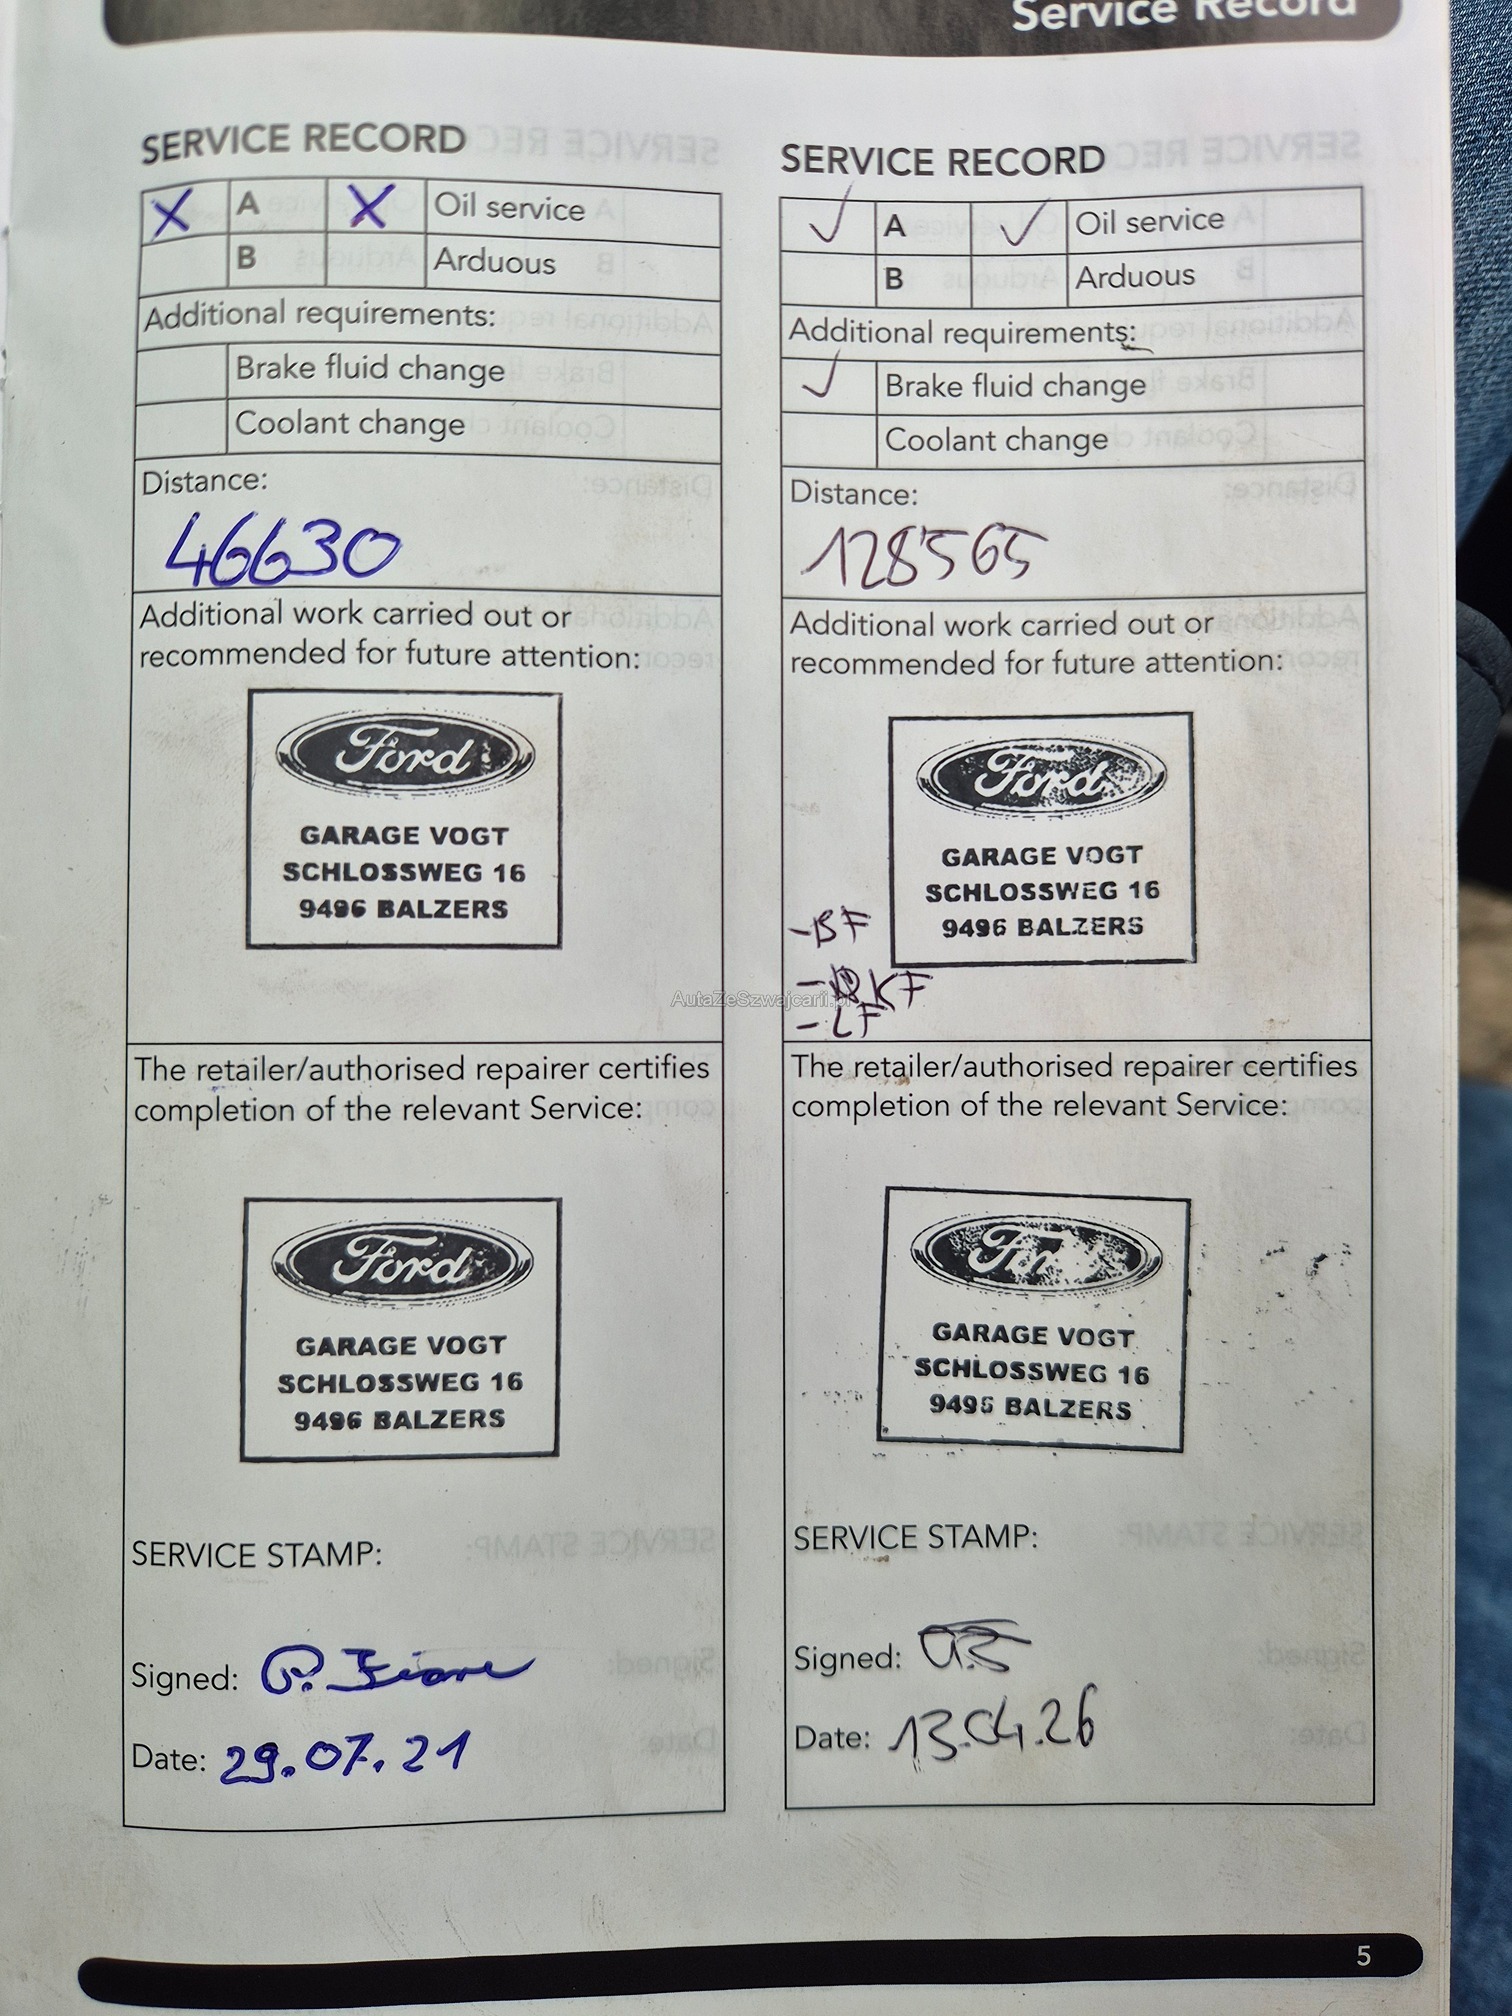 Service Record
SERVICE RECORD
X A X Oil service
B Arduous
Additional requirements:
Brake fluid change
Coolant change
Distance:
46630
Additional work carried out or
recommended for future attention:
Ford
GARAGE VOGT
SCHLOSSWEG 16
9496 BALZERS
The retailer/authorised repairer certifies
completion of the relevant Service:
Ford
GARAGE VOGT
SCHLOSSWEG 16
9496 BALZERS
SERVICE STAMP:
Signed:
Date: 29.07.21
SERVICE RECORD
✓ A ✓ Oil service
B Arduous
Additional requirements:
✓ Brake fluid change
Coolant change
Distance:
128565
Additional work carried out or
recommended for future attention:
Ford
GARAGE VOGT
SCHLOSSWEG 16
9496 BALZERS
- BF
- KF
- LF
AutaZeSzwajcarii.pl
The retailer/authorised repairer certifies
completion of the relevant Service:
Ford
GARAGE VOGT
SCHLOSSWEG 16
9496 BALZERS
SERVICE STAMP:
Signed:
Date: 13.04.26
5